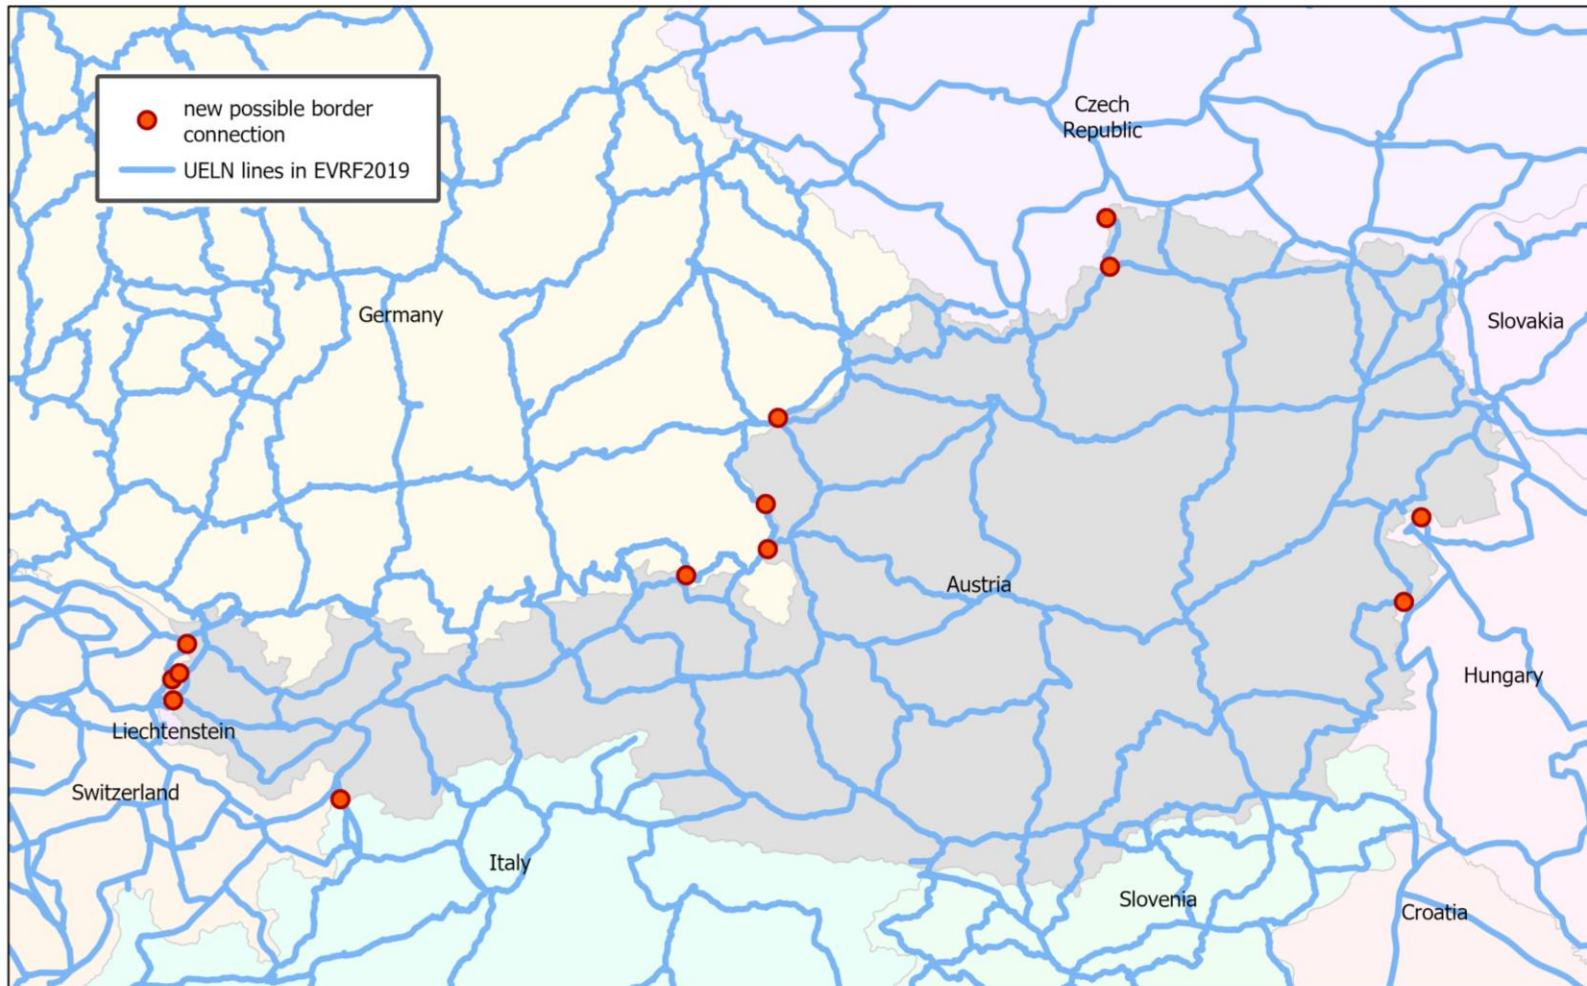 new possible border
connection
UELN lines in EVRF2019
Czech
Republic
Germany
Slovakia
Austria
Hungary
Liechtenstein
Switzerland
Italy
Slovenia
Croatia